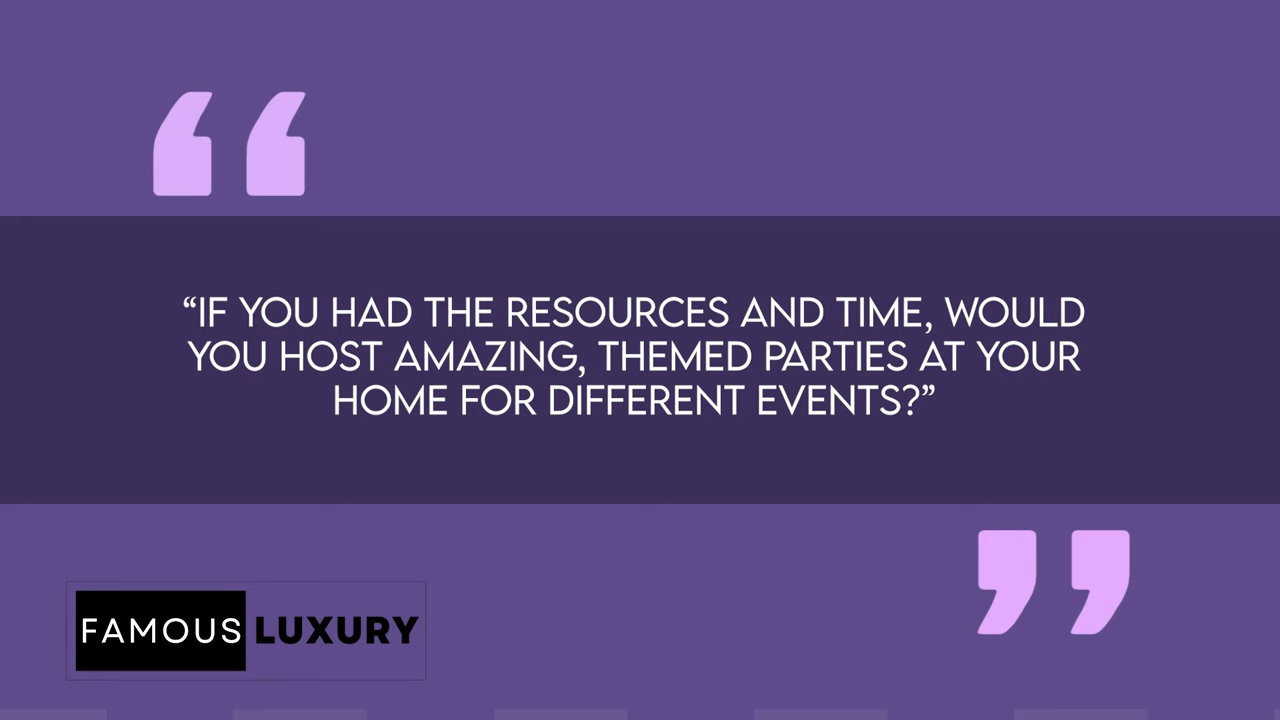 “IF YOU HAD THE RESOURCES AND TIME, WOULD
YOU HOST AMAZING, THEMED PARTIES AT YOUR
HOME FOR DIFFERENT EVENTS?”
FAMOUS LUXURY